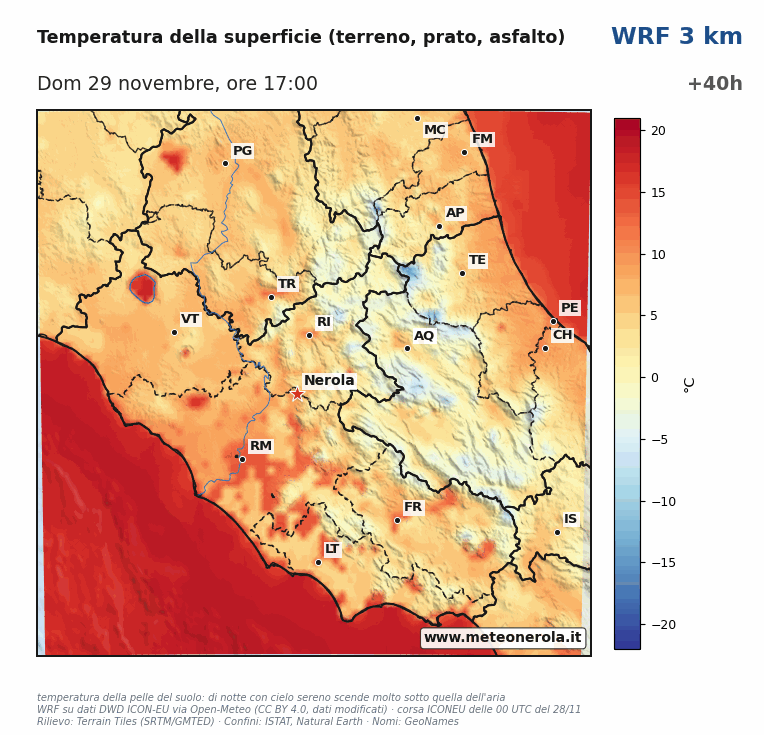 Temperatura della superficie (terreno, prato, asfalto)
WRF 3 km
Dom 29 novembre, ore 17:00
+40h
MC
FM
PG
AP
TE
TR
PE
VT
RI
CH
AQ
Nerola
RM
FR
IS
LT
www.meteonerola.it
20
15
10
5
0
−5
−10
−15
−20
°C
temperatura della pelle del suolo: di notte con cielo sereno scende molto sotto quella dell'aria
WRF su dati DWD ICON-EU via Open-Meteo (CC BY 4.0, dati modificati) · corsa ICONEU delle 00 UTC del 28/11
Rilievo: Terrain Tiles (SRTM/GMTED) · Confini: ISTAT, Natural Earth · Nomi: GeoNames